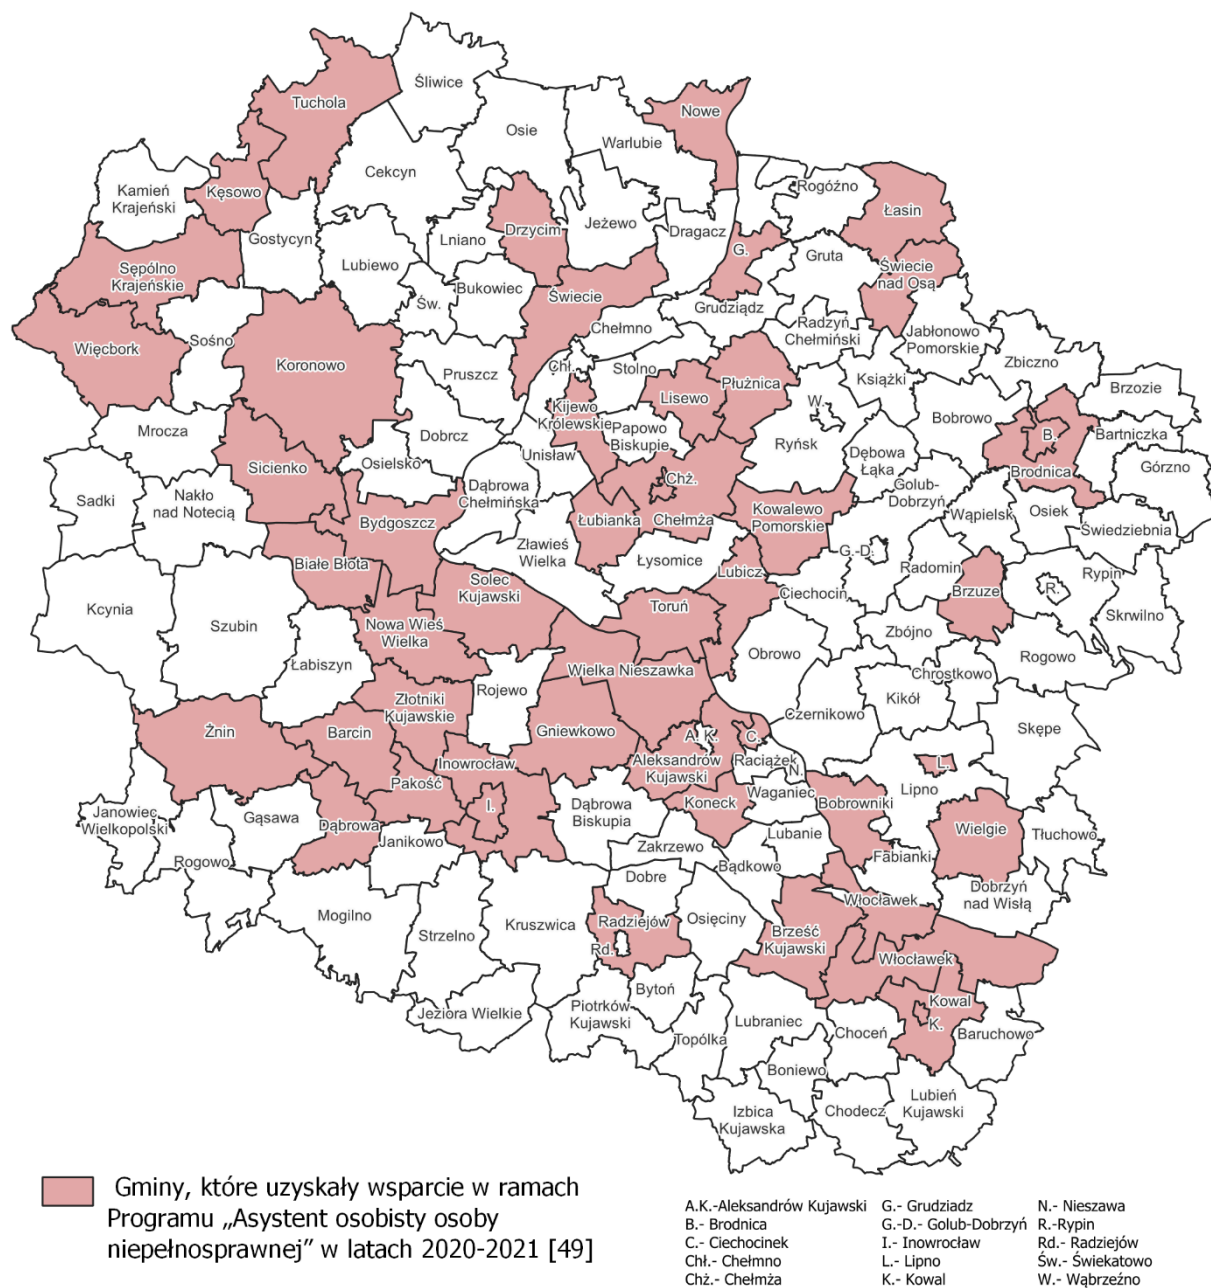 Śliwice
Tuchola
Nowe
Osie
Warlubie
Cekcyn
Kamień
Krajeński
Kęsowo
Rogóźno
Łasin
Gostycyn
Drzycim
Jeżewo
Dragacz
Lniano
G.
Gruta
Świecie
nad Osą
Sępólno
Krajeńskie
Lubiewo
Św.
Bukowiec
Świecie
Grudziądz
Chełmno
Radzyń
Chełmiński
Jabłonowo
Pomorskie
Zbiczno
Więcbork
Sośno
Koronowo
Pruszcz
Chł.
Stolno
Płużnica
Książki
Brzozie
Lisewo
W.
Bobrowo
Kijewo
Królewskie
Papowo
Biskupie
Mrocza
Dobrcz
Ryńsk
B.
Bartniczka
Osielsko
Unisław
Dębowa
Łąka
Brodnica
Górzno
Sicienko
Sadki
Nakło
nad Notecią
Dąbrowa
Chełmińska
Chż.
Golub-
Dobrzyń
Bydgoszcz
Łubianka
Chełmża
Kowalewo
Pomorskie
Wąpielsk
Osiek
Świedziebnia
Zławieś
Wielka
G.-D.
Białe Błota
Łysomice
Lubicz
Radomin
Rypin
Solec
Kujawski
Ciechocin
Brzuze
R.
Kcynia
Toruń
Skrwilno
Szubin
Nowa Wieś
Wielka
Zbójno
Łabiszyn
Obrowo
Rogowo
Wielka Nieszawka
Chrostkowo
Rojewo
Kikół
Złotniki
Kujawskie
Czernikowo
Skępe
Żnin
Barcin
Gniewkowo
A. K.
C.
Inowrocław
Aleksandrów
Kujawski
Raciążek
L.
N.
Pakość
Lipno
Waganiec
Koneck
Bobrowniki
I.
Janowiec
Wielkopolski
Gąsawa
Dąbrowa
Dąbrowa
Biskupia
Wielgie
Tłuchowo
Janikowo
Lubanie
Rogowo
Zakrzewo
Fabianki
Bądkowo
Dobre
Dobrzyń
nad Wisłą
Włocławek
Mogilno
Kruszwica
Radziejów
Osięciny
Strzelno
Brześć
Kujawski
Rd.
Włocławek
Bytoń
Kowal
Jeziora Wielkie
Piotrków
Kujawski
Lubraniec
K.
Choceń
Baruchowo
Topólka
Boniewo
Lubień
Kujawski
Izbica
Kujawska
Chodecz
Gminy, które uzyskały wsparcie w ramach
Programu „Asystent osobisty osoby
niepełnosprawnej” w latach 2020-2021 [49]
A.K.-Aleksandrów Kujawski
B.- Brodnica
C.- Ciechocinek
Chł.- Chełmno
Chż.- Chełmża
G.- Grudziadz
G.-D.- Golub-Dobrzyń
I.- Inowrocław
L.- Lipno
K.- Kowal
N.- Nieszawa
R.-Rypin
Rd.- Radziejów
Św.- Świekatowo
W.- Wąbrzeźno